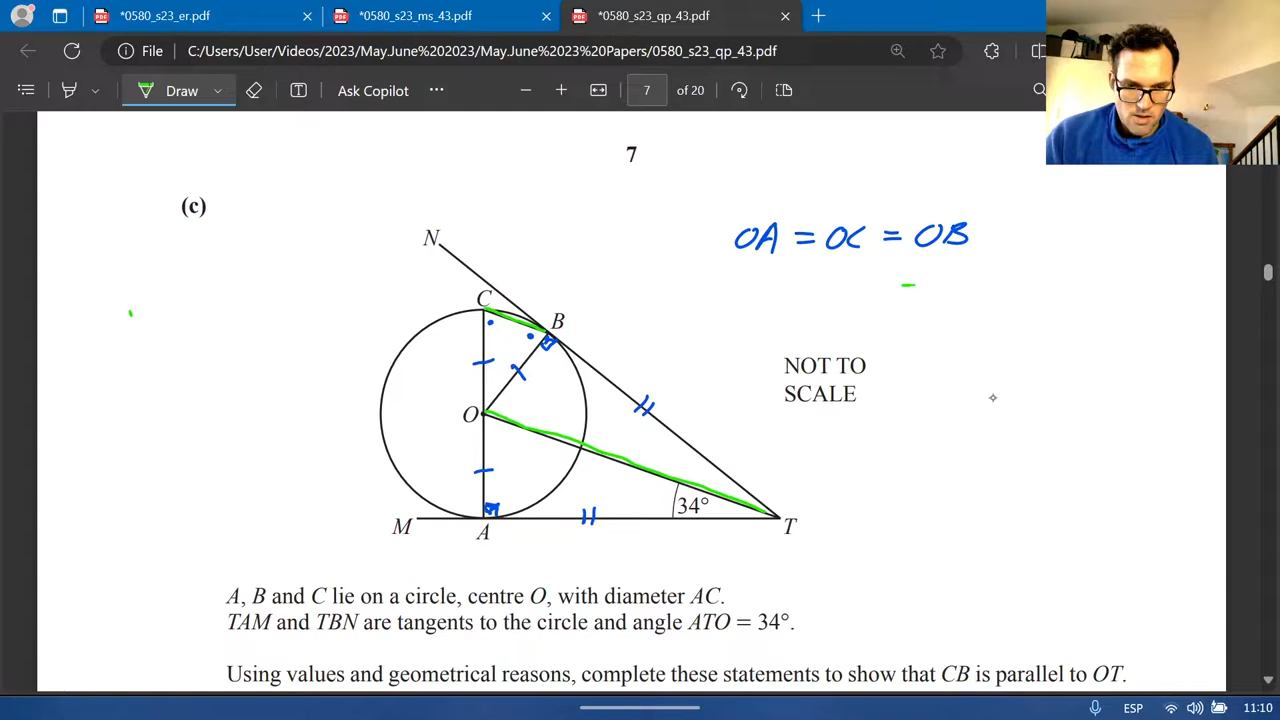 *0580_s23_er.pdf
*0580_s23_ms_43.pdf
*0580_s23_qp_43.pdf
File
C:/Users/User/Videos/2023/May.June%202023/May.June%2023%20Papers/0580_s23_qp_43.pdf
Draw
Ask Copilot
7
of 20
7
(c)
N
OA = OC = OB
C
B
NOT TO
SCALE
O
34°
M
A
T
A, B and C lie on a circle, centre O, with diameter AC.
TAM and TBN are tangents to the circle and angle ATO = 34°.
Using values and geometrical reasons, complete these statements to show that CB is parallel to OT.
ESP
11:10